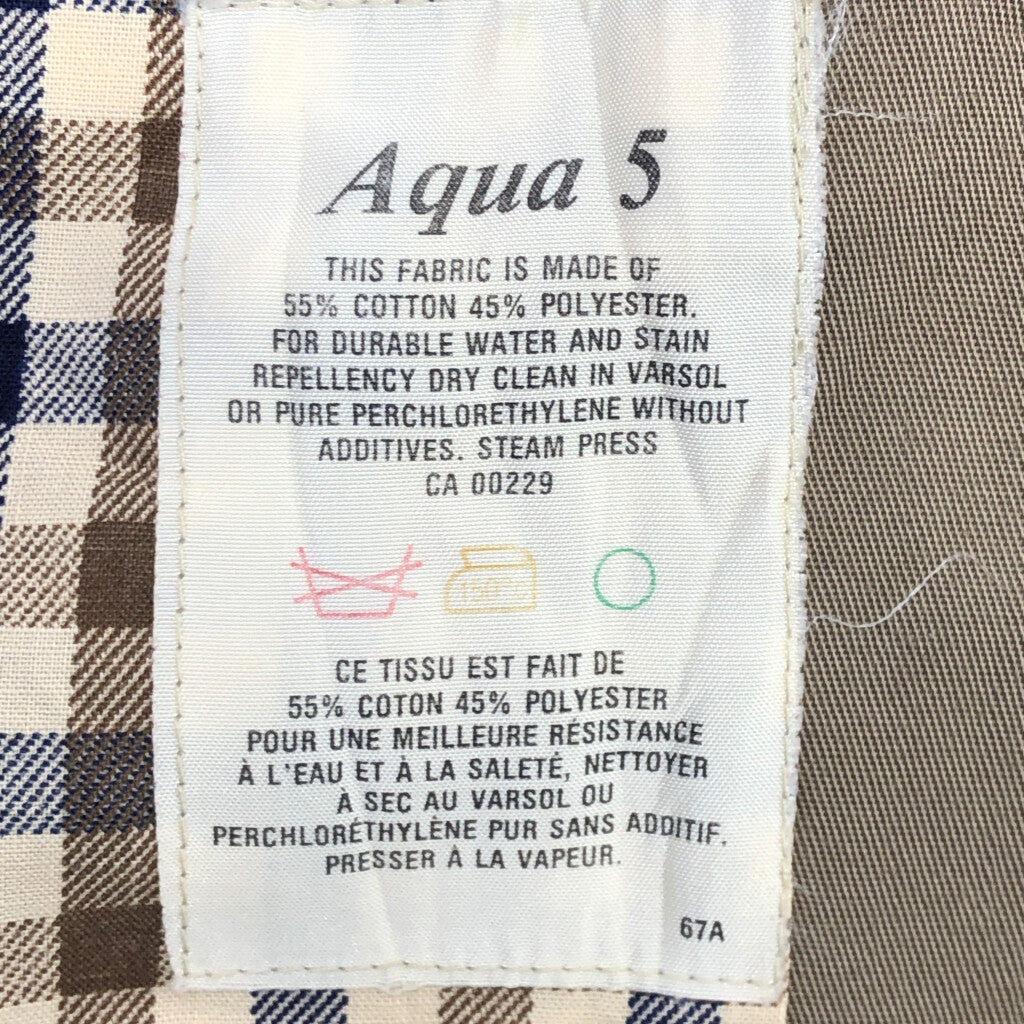 Aqua 5
THIS FABRIC IS MADE OF
55% COTTON 45% POLYESTER.
FOR DURABLE WATER AND STAIN
REPELLENCY DRY CLEAN IN VARSOL
OR PURE PERCHLORETHYLENE WITHOUT
ADDITIVES. STEAM PRESS
CA 00229
150°C
CE TISSU EST FAIT DE
55% COTON 45% POLYESTER
POUR UNE MEILLEURE RÉSISTANCE
À L'EAU ET À LA SALETÉ, NETTOYER
À SEC AU VARSOL OU
PERCHLORÉTHYLÈNE PUR SANS ADDITIF.
PRESSER À LA VAPEUR.
67A